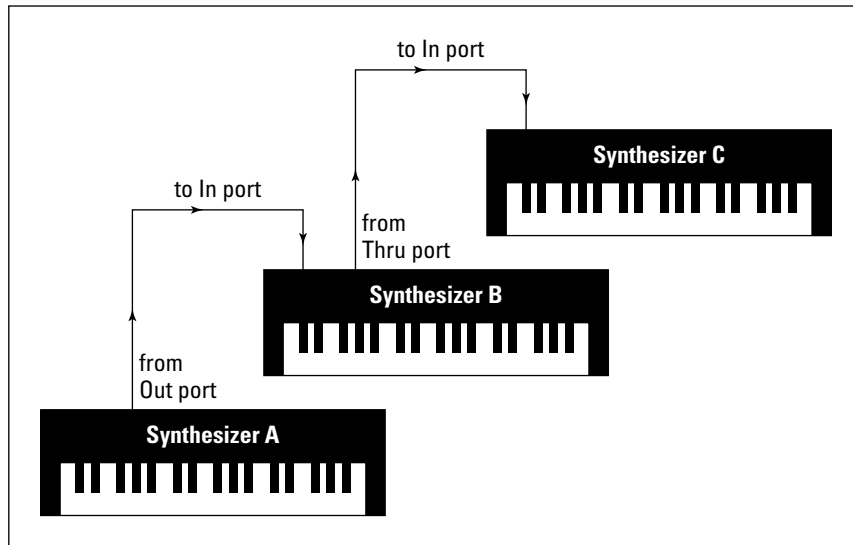 to In port
Synthesizer C
to In port
from
Thru port
Synthesizer B
from
Out port
Synthesizer A